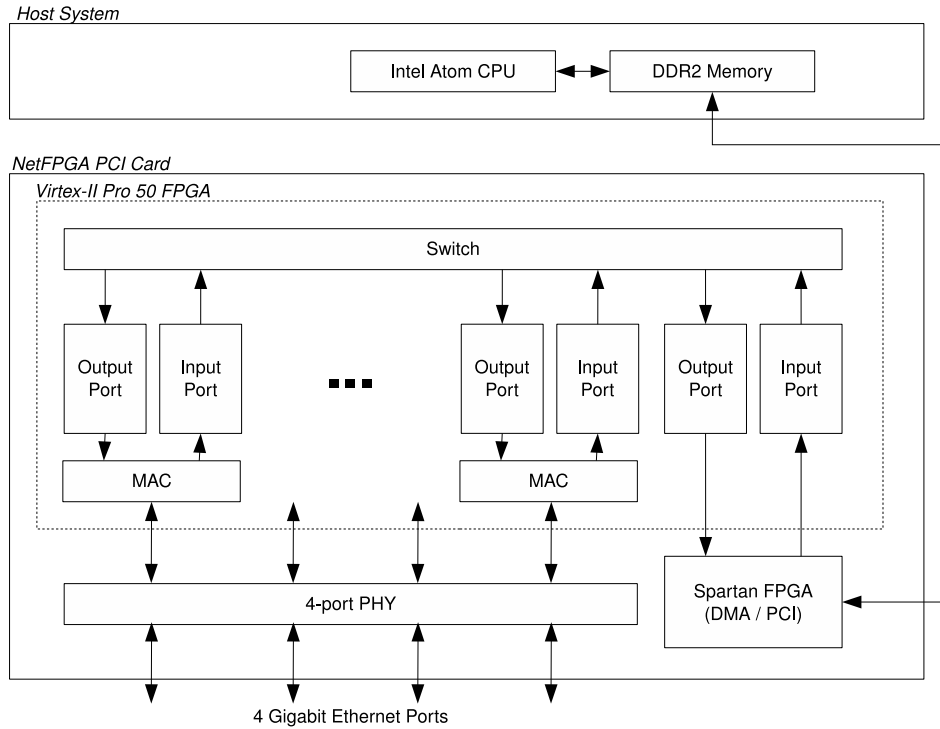 Host System
Intel Atom CPU
DDR2 Memory
NetFPGA PCI Card
Virtex-II Pro 50 FPGA
Switch
Output
Port
Input
Port
Output
Port
Input
Port
Output
Port
Input
Port
MAC
MAC
4-port PHY
Spartan FPGA
(DMA / PCI)
4 Gigabit Ethernet Ports